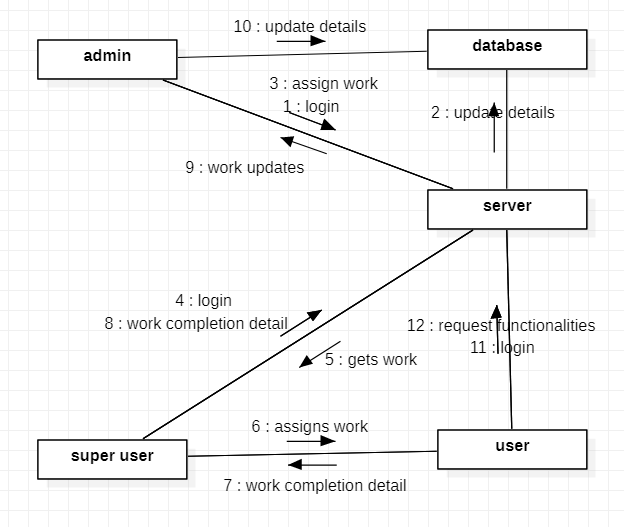 10 : update details
admin
database
3 : assign work
1 : login
2 : update details
9 : work updates
server
4 : login
8 : work completion detail
12 : request functionalities
11 : login
5 : gets work
6 : assigns work
super user
user
7 : work completion detail